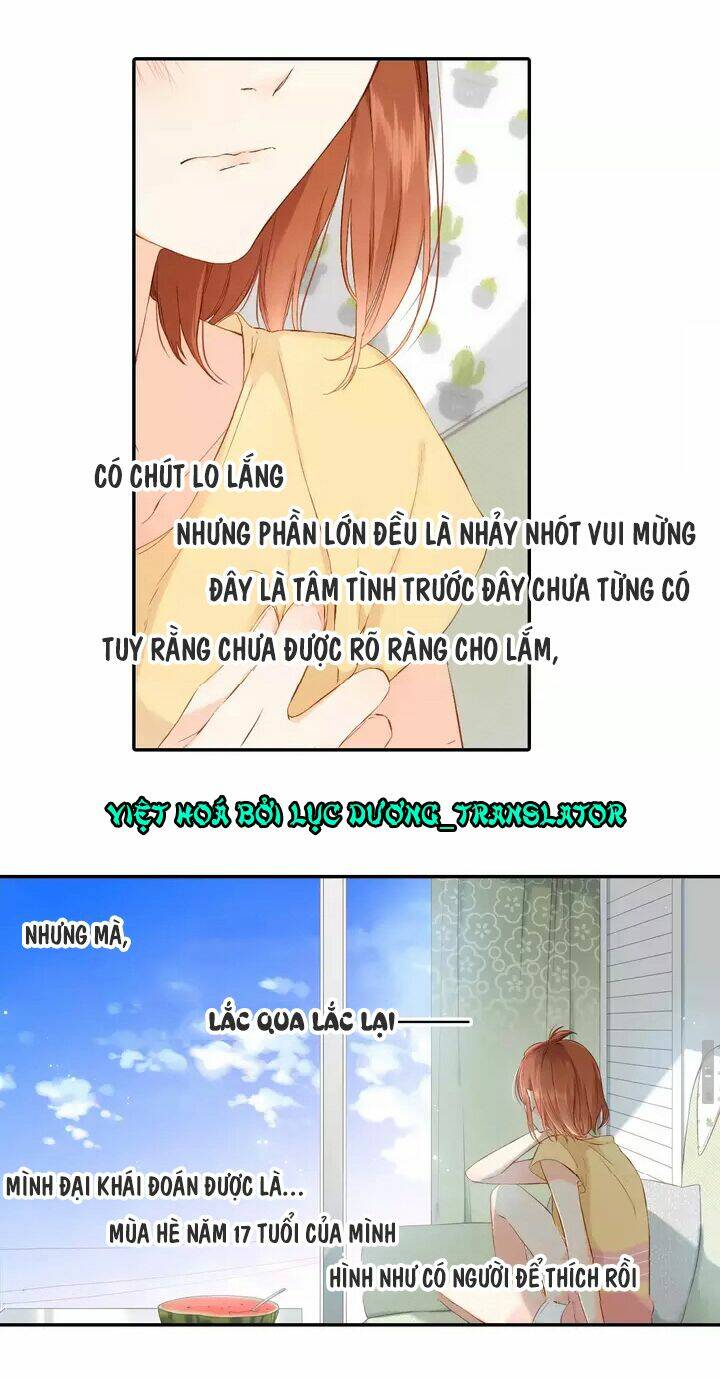 CÓ CHÚT LO LẮNG
NHƯNG PHẦN LỚN ĐỀU LÀ NHẢY NHÓT VUI MỪNG
ĐÂY LÀ TÂM TÌNH TRƯỚC ĐÂY CHƯA TỪNG CÓ
TUY RẰNG CHƯA ĐƯỢC RÕ RÀNG CHO LẮM,
VIỆT HOÁ BỞI LỤC DƯƠNG_TRANSLATOR
NHƯNG MÀ,
LẮC QUA LẮC LẠI——
MÌNH ĐẠI KHÁI ĐOÁN ĐƯỢC LÀ...
MÙA HÈ NĂM 17 TUỔI CỦA MÌNH
HÌNH NHƯ CÓ NGƯỜI ĐỂ THÍCH RỒI